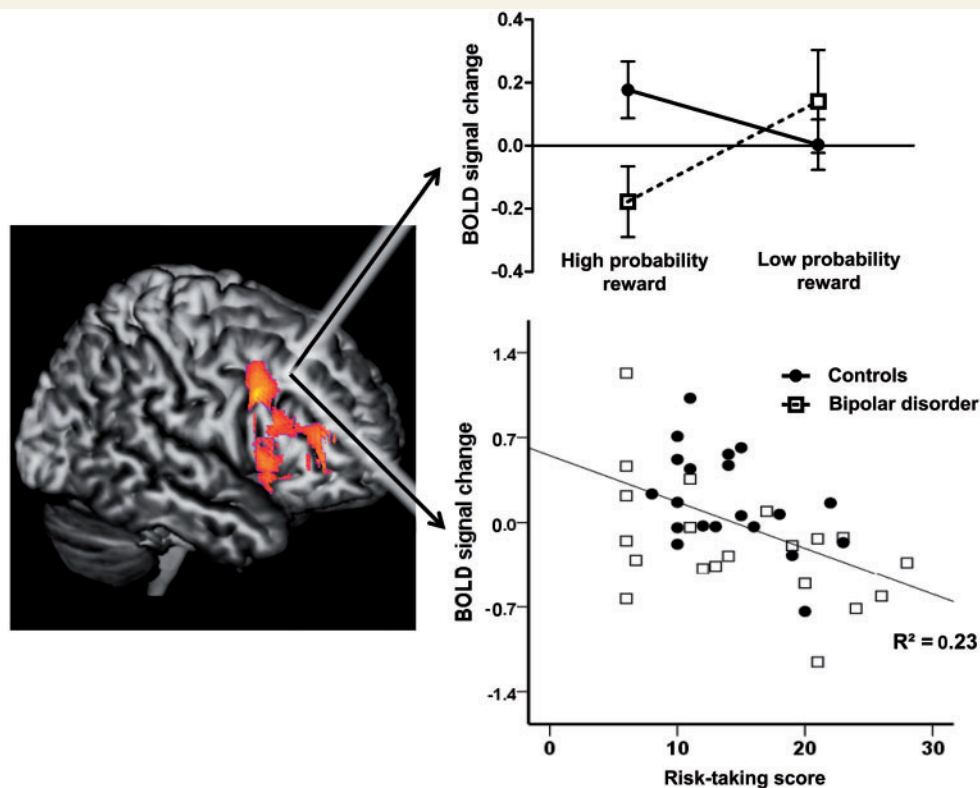 0.4
0.2
0.0
-0.2
-0.4
BOLD signal change
High probability
reward
Low probability
reward
1.4
0.7
0.0
-0.7
-1.4
BOLD signal change
Controls
Bipolar disorder
R² = 0.23
0
10
20
30
Risk-taking score